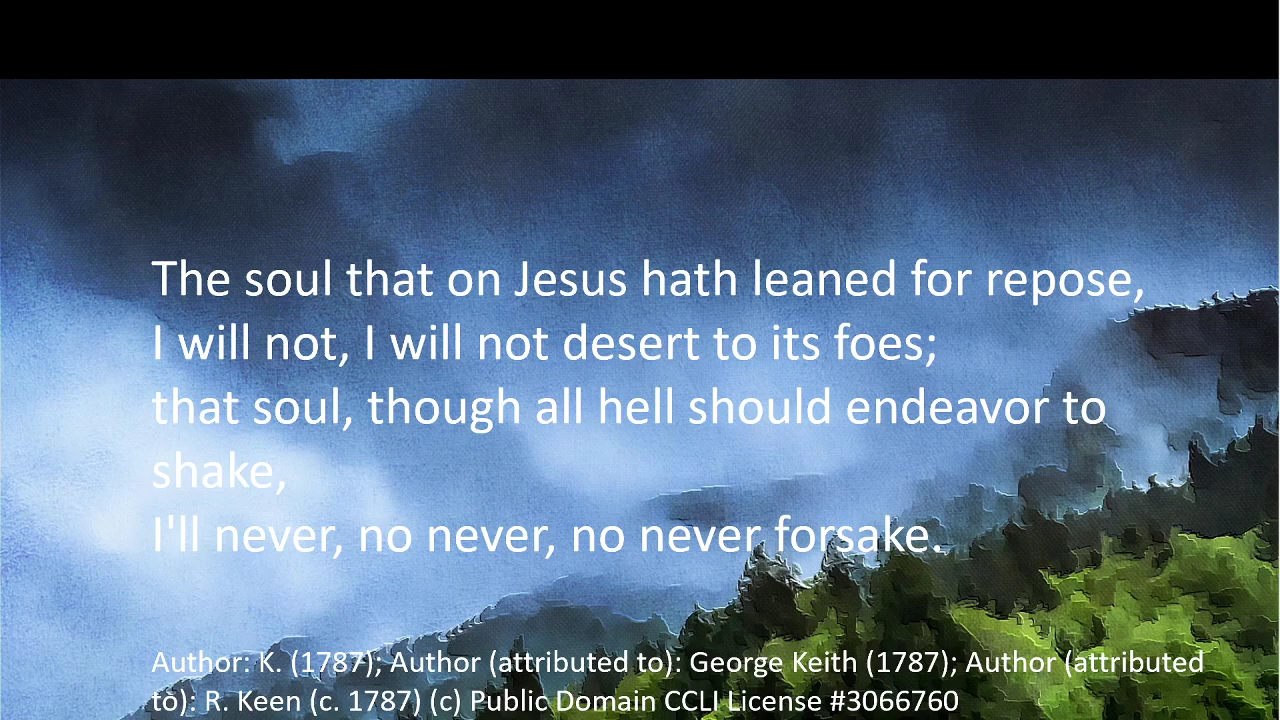 The soul that on Jesus hath leaned for repose,
I will not, I will not desert to its foes;
that soul, though all hell should endeavor to
shake,
I'll never, no never, no never forsake.
Author: K. (1787); Author (attributed to): George Keith (1787); Author (attributed
to): R. Keen (c. 1787) (c) Public Domain CCLI License #3066760